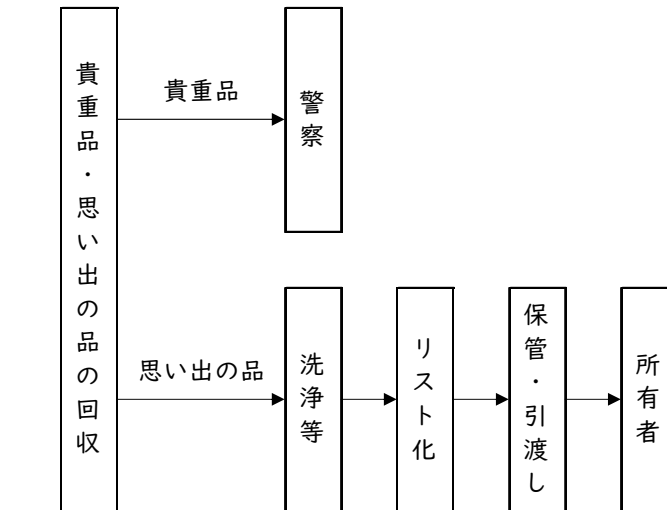 貴重品・思い出の品の回収
貴重品
警察
思い出の品
洗浄等
リスト化
保管・引渡し
所有者